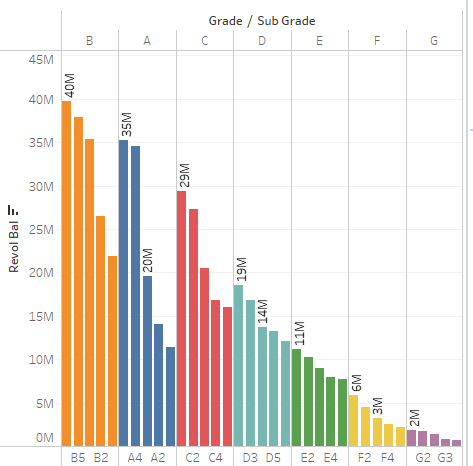 Grade / Sub Grade
B A C D E F G
45M
40M
35M
30M
25M
20M
15M
10M
5M
0M
Revol Bal
40M
35M
20M
29M
19M
14M
11M
6M
3M
2M
B5 B2 A4 A2 C2 C4 D3 D5 E2 E4 F2 F4 G2 G3